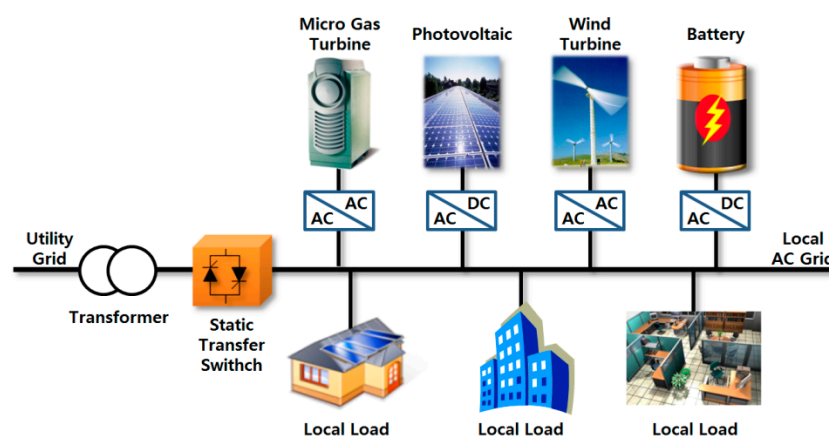 Micro Gas
Turbine
Photovoltaic
Wind
Turbine
Battery
AC
AC
DC
AC
AC
AC
DC
AC
Utility
Grid
Local
AC Grid
Transformer
Static
Transfer
Swithch
Local Load
Local Load
Local Load